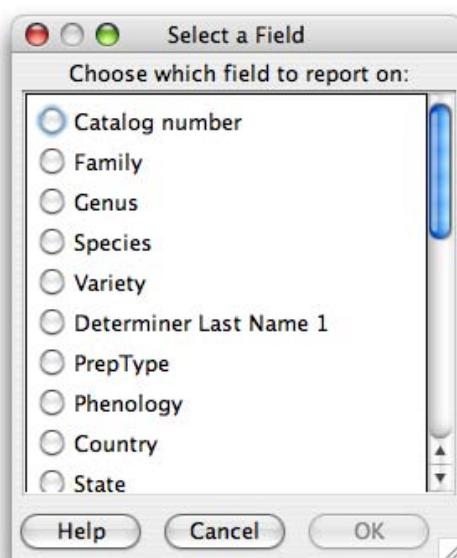 Select a Field
Choose which field to report on:
Catalog number
Family
Genus
Species
Variety
Determiner Last Name 1
PrepType
Phenology
Country
State
Help Cancel OK